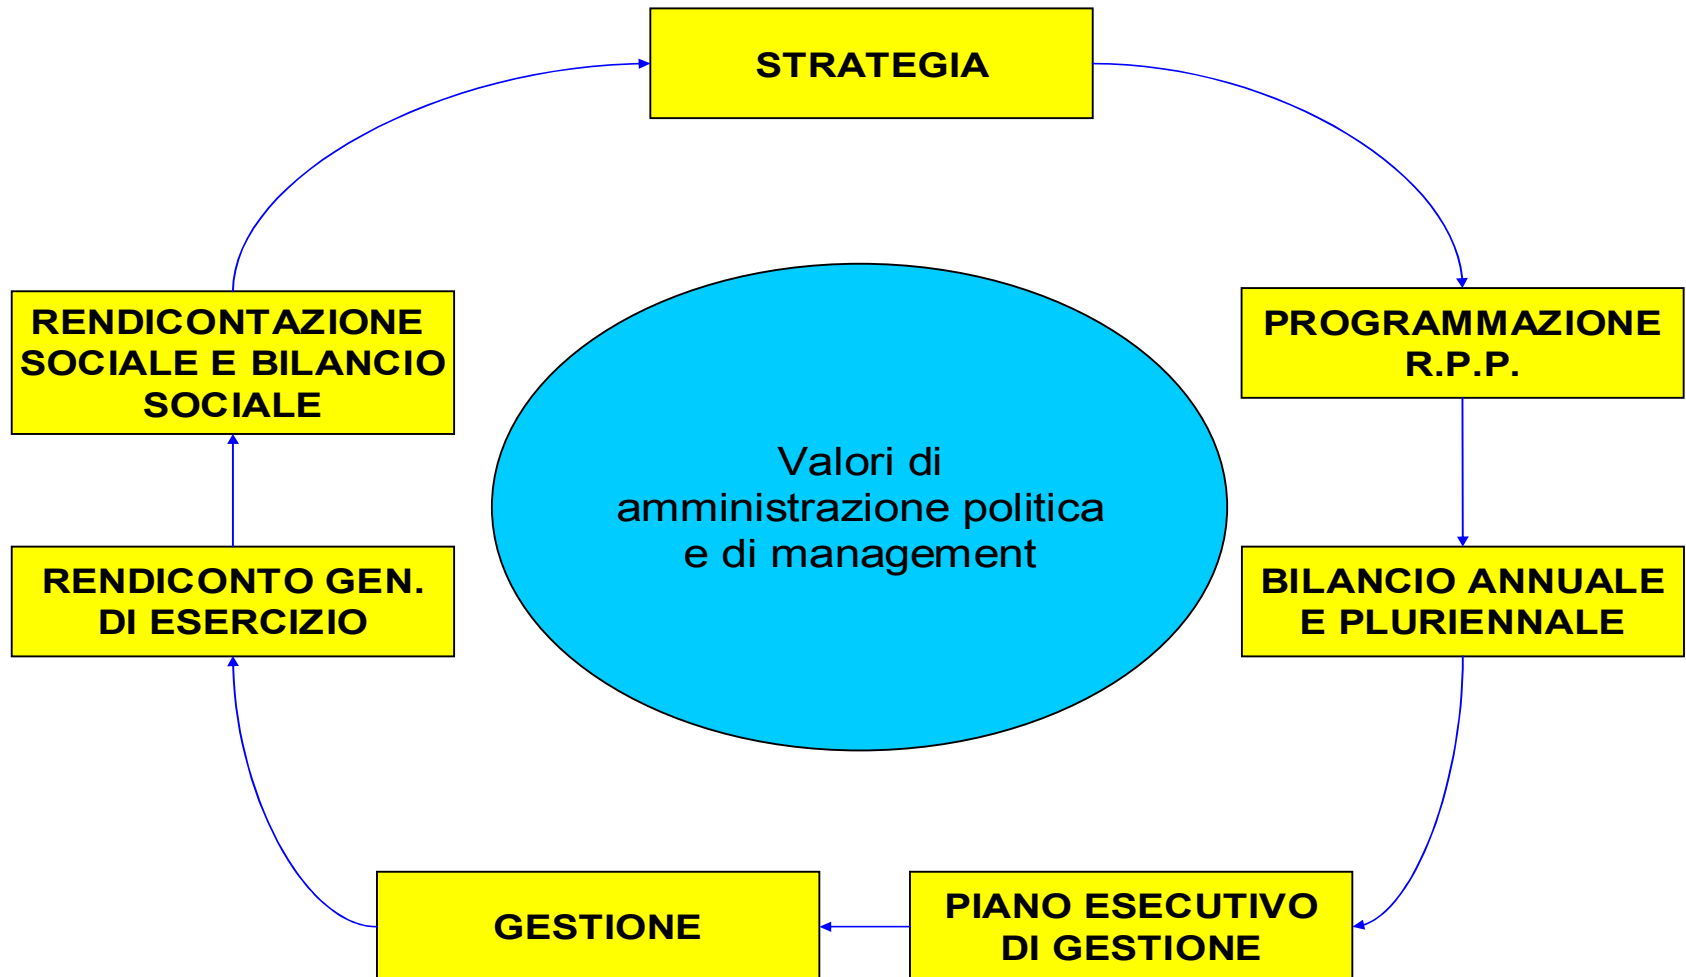 STRATEGIA
RENDICONTAZIONE
SOCIALE E BILANCIO
SOCIALE
PROGRAMMAZIONE
R.P.P.
Valori di
amministrazione politica
e di management
RENDICONTO GEN.
DI ESERCIZIO
BILANCIO ANNUALE
E PLURIENNALE
GESTIONE
PIANO ESECUTIVO
DI GESTIONE